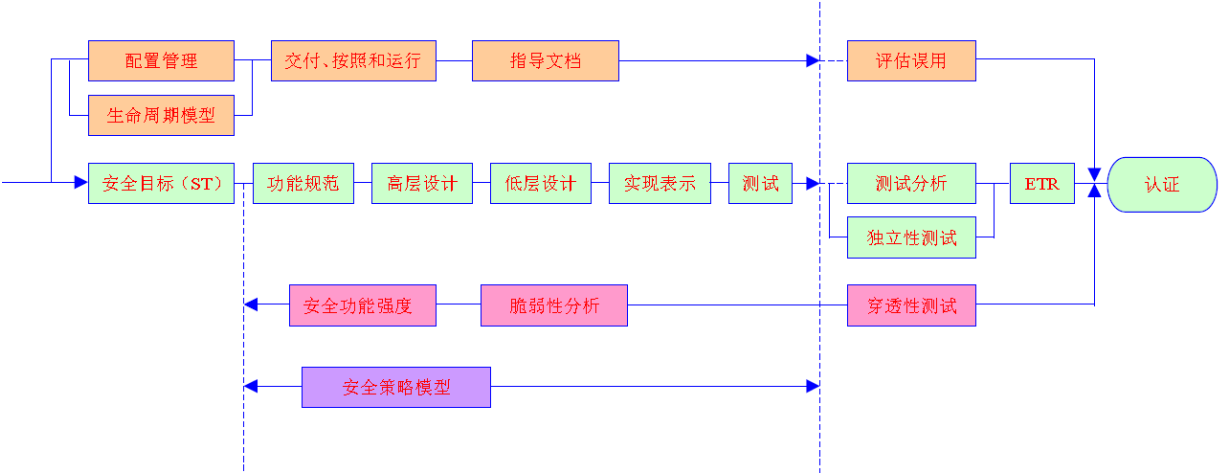 配置管理
交付、按照和运行
指导文档
评估误用
生命周期模型
安全目标（ST）
功能规范
高层设计
低层设计
实现表示
测试
测试分析
ETR
认证
独立性测试
安全功能强度
脆弱性分析
穿透性测试
安全策略模型